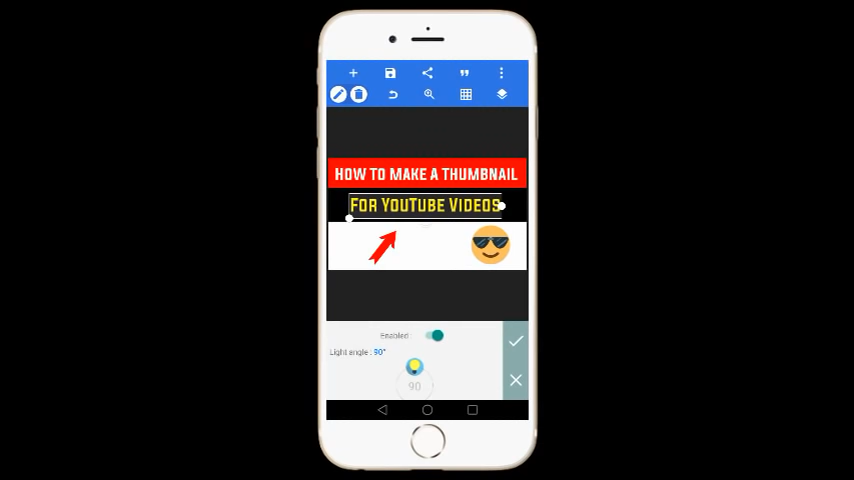 HOW TO MAKE A THUMBNAIL
FOR YOUTUBE VIDEOS
Enabled :
Light angle : 90°
90